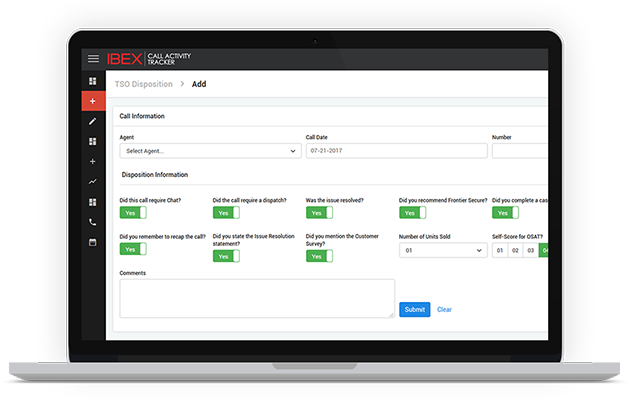 IBEX CALL ACTIVITY
TRACKER
TSO Disposition > Add
Call Information
Agent Call Date Number
Select Agent... 07-21-2017
Disposition Information
Did this call require Chat? Did the call require a dispatch? Was the issue resolved? Did you recommend Frontier Secure? Did you complete a cas
Yes Yes Yes Yes Yes
Did you remember to recap the call? Did you state the Issue Resolution statement? Did you mention the Customer Survey? Number of Units Sold Self-Score for OSAT?
Yes Yes Yes 01 01 02 03 04
Comments
Submit Clear